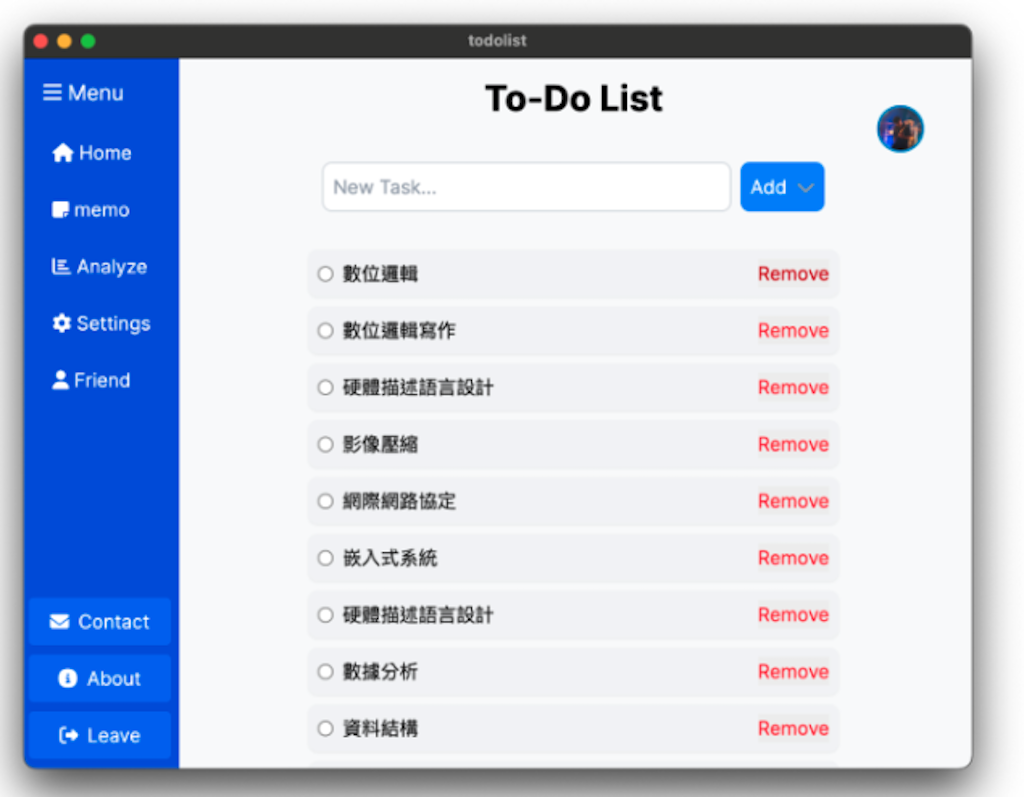 todolist
Menu
Home
memo
Analyze
Settings
Friend
Contact
About
Leave
To-Do List
New Task...
Add
數位邏輯 Remove
數位邏輯寫作 Remove
硬體描述語言設計 Remove
影像壓縮 Remove
網際網路協定 Remove
嵌入式系統 Remove
硬體描述語言設計 Remove
數據分析 Remove
資料結構 Remove